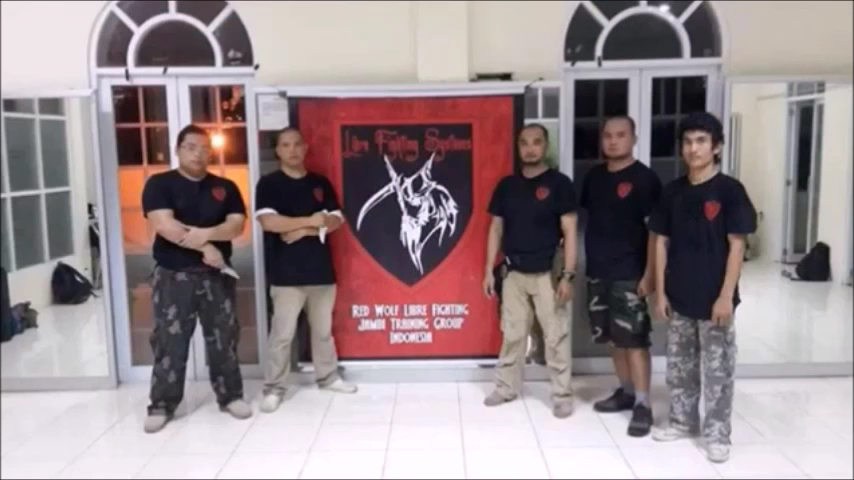 Libre Fighting Systems
Red Wolf Libre Fighting
Jambi Training Group
Indonesia